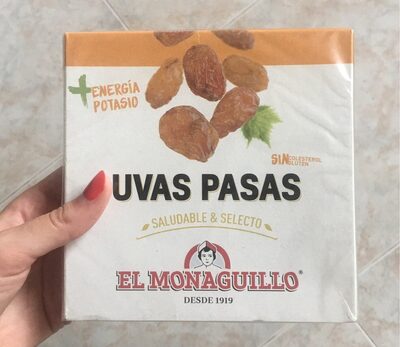 +ENERGÍA
POTASIO
SIN COLESTEROL
GLUTEN
UVAS PASAS
SALUDABLE & SELECTO
EL MONAGUILLO®
DESDE 1919